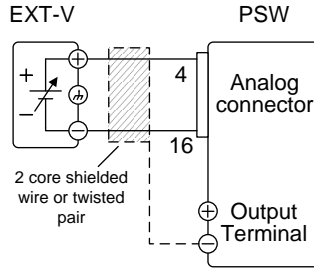 EXT-V
PSW
+
−
+
−
4
16
Analog
connector
2 core shielded
wire or twisted
pair
+
−
Output
Terminal